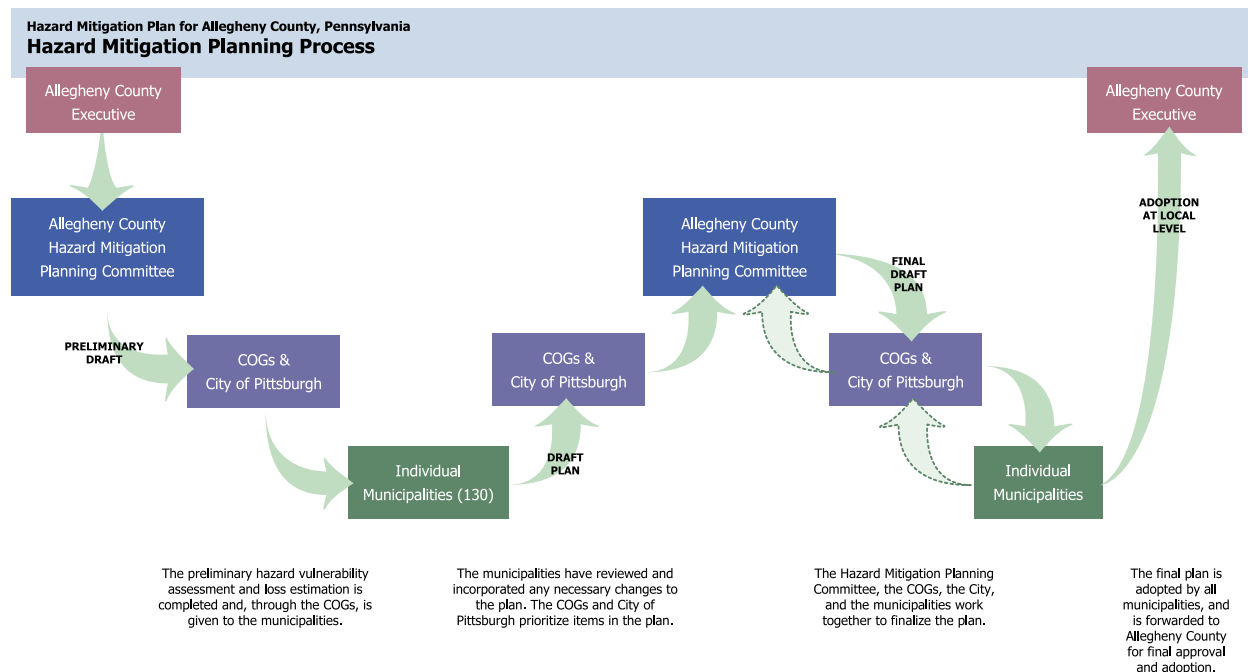 Hazard Mitigation Plan for Allegheny County, Pennsylvania
Hazard Mitigation Planning Process
Allegheny County
Executive
Allegheny County
Executive
Allegheny County
Hazard Mitigation
Planning Committee
Allegheny County
Hazard Mitigation
Planning Committee
ADOPTION
AT LOCAL
LEVEL
FINAL
DRAFT
PLAN
PRELIMINARY
DRAFT
COGs &
City of Pittsburgh
COGs &
City of Pittsburgh
COGs &
City of Pittsburgh
DRAFT
PLAN
Individual
Municipalities (130)
Individual
Municipalities
The preliminary hazard vulnerability
assessment and loss estimation is
completed and, through the COGs, is
given to the municipalities.
The municipalities have reviewed and
incorporated any necessary changes to
the plan. The COGs and City of
Pittsburgh prioritize items in the plan.
The Hazard Mitigation Planning
Committee, the COGs, the City,
and the municipalities work
together to finalize the plan.
The final plan is
adopted by all
municipalities, and
is forwarded to
Allegheny County
for final approval
and adoption.